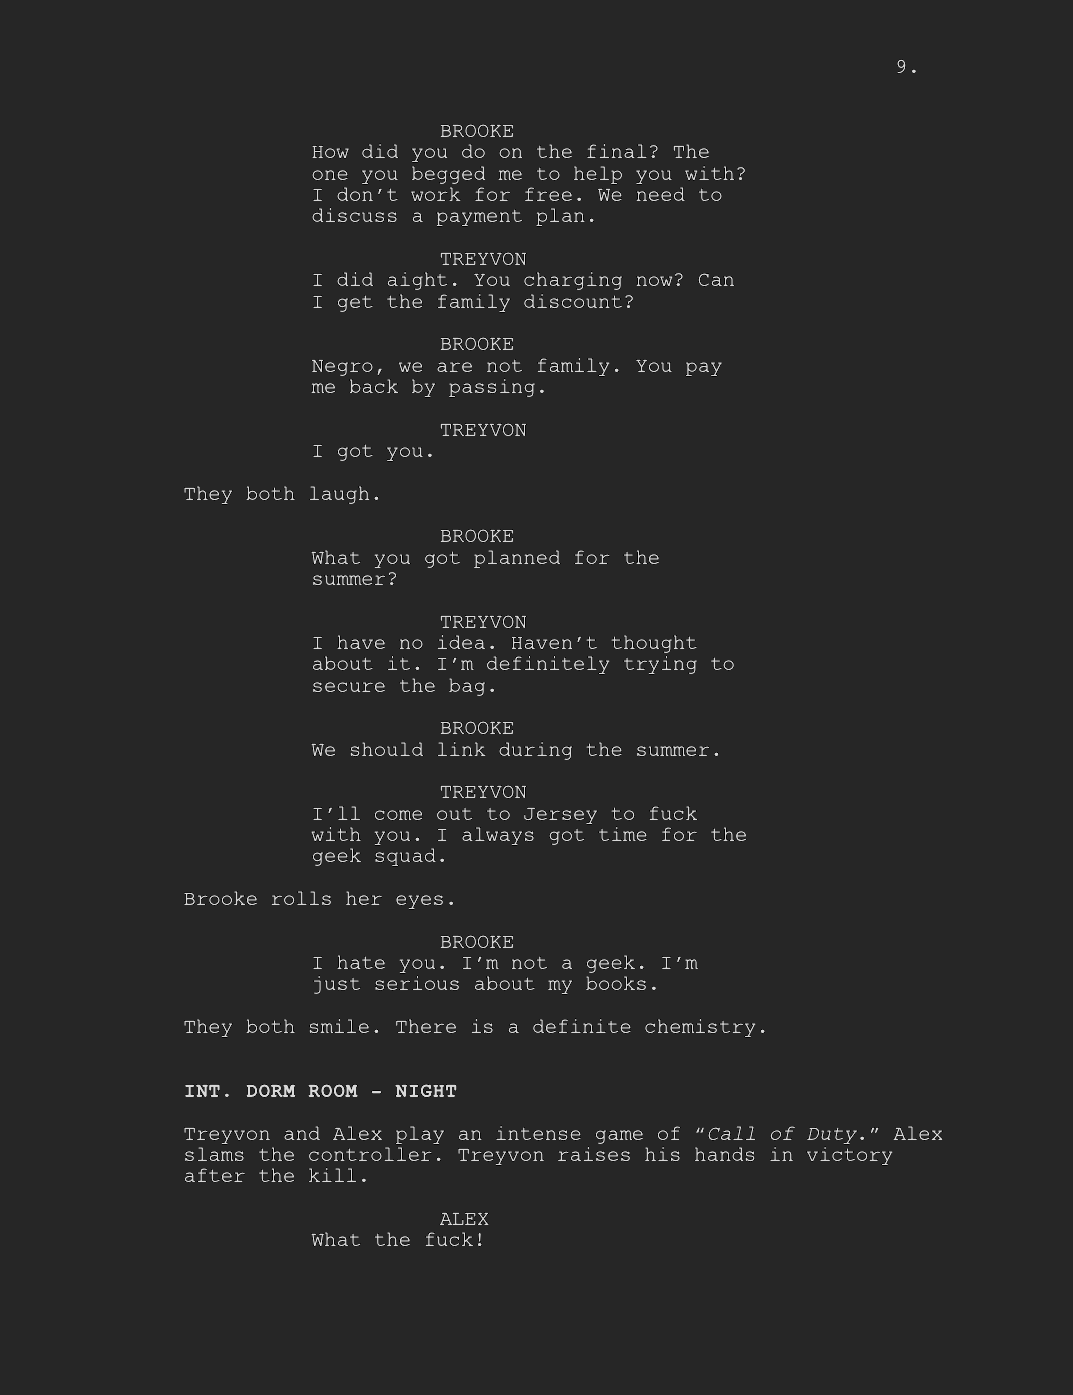 9.
BROOKE
How did you do on the final? The
one you begged me to help you with?
I don’t work for free. We need to
discuss a payment plan.
TREYVON
I did aight. You charging now? Can
I get the family discount?
BROOKE
Negro, we are not family. You pay
me back by passing.
TREYVON
I got you.
They both laugh.
BROOKE
What you got planned for the
summer?
TREYVON
I have no idea. Haven’t thought
about it. I’m definitely trying to
secure the bag.
BROOKE
We should link during the summer.
TREYVON
I’ll come out to Jersey to fuck
with you. I always got time for the
geek squad.
Brooke rolls her eyes.
BROOKE
I hate you. I’m not a geek. I’m
just serious about my books.
They both smile. There is a definite chemistry.
INT. DORM ROOM - NIGHT
Treyvon and Alex play an intense game of “Call of Duty.” Alex
slams the controller. Treyvon raises his hands in victory
after the kill.
ALEX
What the fuck!